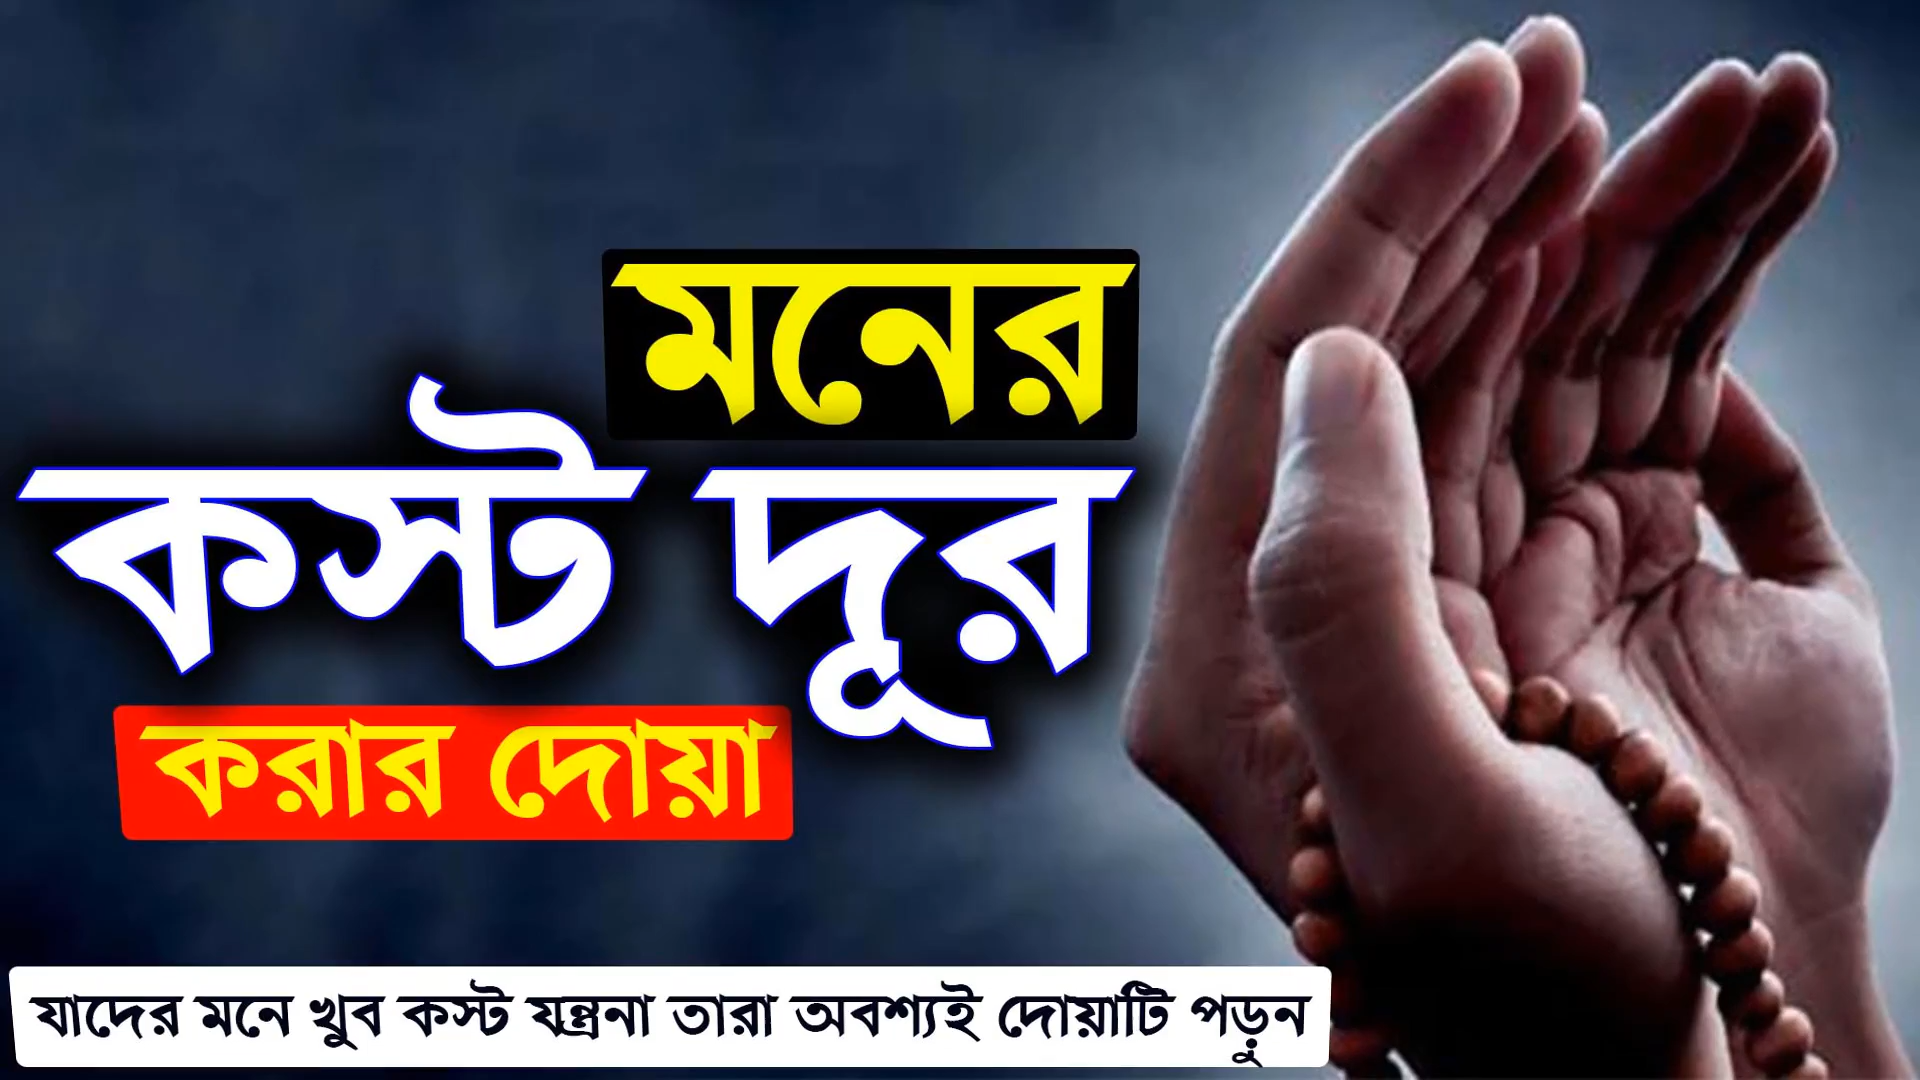 মনের
কস্ট দূর
করার দোয়া
যাদের মনে খুব কস্ট যন্ত্রনা তারা অবশ্যই দোয়াটি পড়ুন